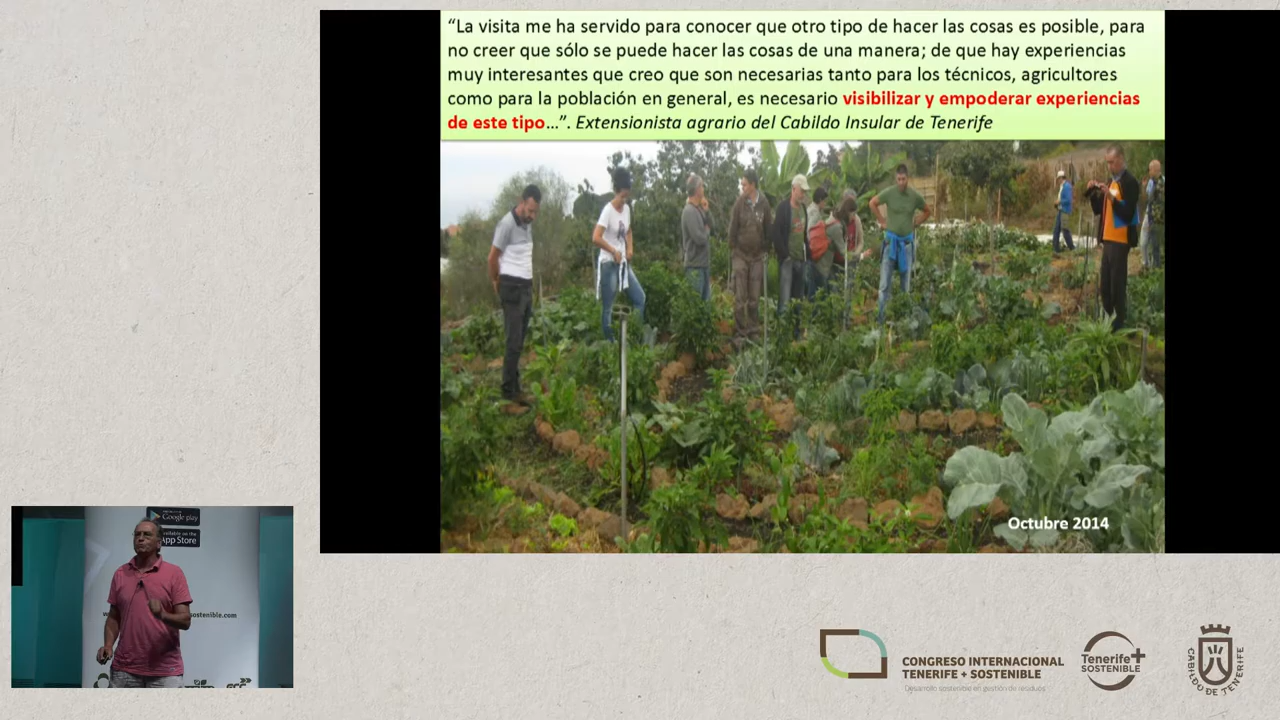 “La visita me ha servido para conocer que otro tipo de hacer las cosas es posible, para
no creer que sólo se puede hacer las cosas de una manera; de que hay experiencias
muy interesantes que creo que son necesarias tanto para los técnicos, agricultores
como para la población en general, es necesario visibilizar y empoderar experiencias
de este tipo…”. Extensionista agrario del Cabildo Insular de Tenerife
Octubre 2014
Google play
App Store
sostenible.com
CONGRESO INTERNACIONAL
TENERIFE + SOSTENIBLE
Desarrollo sostenible en gestión de residuos
Tenerife+
SOSTENIBLE
CABILDO DE TENERIFE